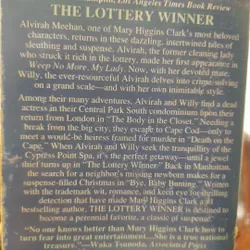 Los Angeles Times Book Review
THE LOTTERY WINNER
Alvirah Meehan, one of Mary Higgins Clark's most beloved
characters, returns in these dazzling, intertwined tales of
sleuthing and suspense. Alvirah, the former cleaning lady
who struck it rich in the lottery, made her first appearance in
Weep No More, My Lady. Now, with her devoted mate,
Willy, the ever-resourceful Alvirah delves into crime-solving
on a grand scale—and with her own inimitable style.
Among their many adventures, Alvirah and Willy find a dead
actress in their Central Park South condominium upon their
return from London in "The Body in the Closet." Needing a
break from the big city, they escape to Cape Cod—only to
meet a would-be heiress framed for murder in "Death on the
Cape." When Alvirah and Willy seek the tranquility of the
Cypress Point Spa, it's the perfect getaway—until a jewel
thief turns up in "The Lottery Winner." Back in Manhattan,
the search for a missing newborn makes for a
suspense-filled Christmas in "Bye, Baby Bunting." Written
with the trademark wit, romance, and keen eye for sleuthing
detection that have made Mary Higgins Clark a #1
bestselling author, THE LOTTERY WINNER is destined to
become a perennial favorite, a classic of suspense.
"No one knows better than Mary Higgins Clark how to
turn fear into great entertainment....She is a true national
treasure."—Waka Tsunoda, Associated Press